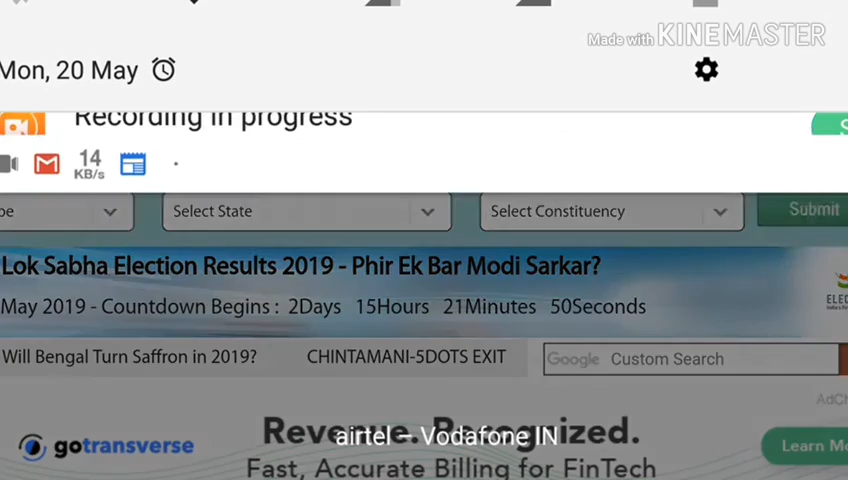 Made with KINEMASTER
Mon, 20 May
Recording in progress
14
KB/s
Select State
Select Constituency
Submit
Lok Sabha Election Results 2019 - Phir Ek Bar Modi Sarkar?
May 2019 - Countdown Begins : 2Days 15Hours 21Minutes 50Seconds
Will Bengal Turn Saffron in 2019? CHINTAMANI-5DOTS EXIT
Google Custom Search
gotransverse
Revenue. Recognized.
airtel — Vodafone IN
Learn
Fast, Accurate Billing for FinTech